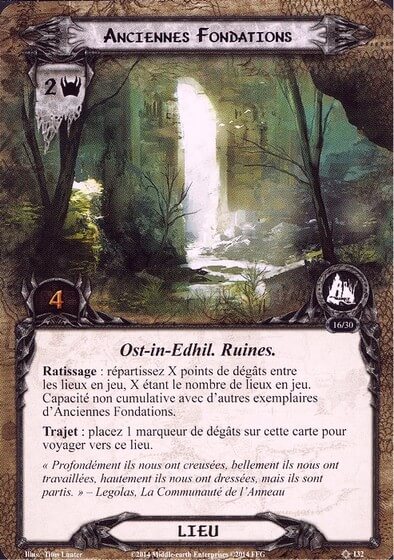 ANCIENNES FONDATIONS
2
4
16/30
Ost-in-Edhil. Ruines.
Ratissage : répartissez X points de dégâts entre
les lieux en jeu, X étant le nombre de lieux en jeu.
Capacité non cumulative avec d'autres exemplaires
d'Anciennes Fondations.
Trajet : placez 1 marqueur de dégâts sur cette carte pour
voyager vers ce lieu.
« Profondément ils nous ont creusées, bellement ils nous ont
travaillées, hautement ils nous ont dressées, mais ils sont
partis. » – Legolas, La Communauté de l'Anneau
LIEU
Illus. Titus Lunter
©2014 Middle-earth Enterprises ©2014 FFG
132